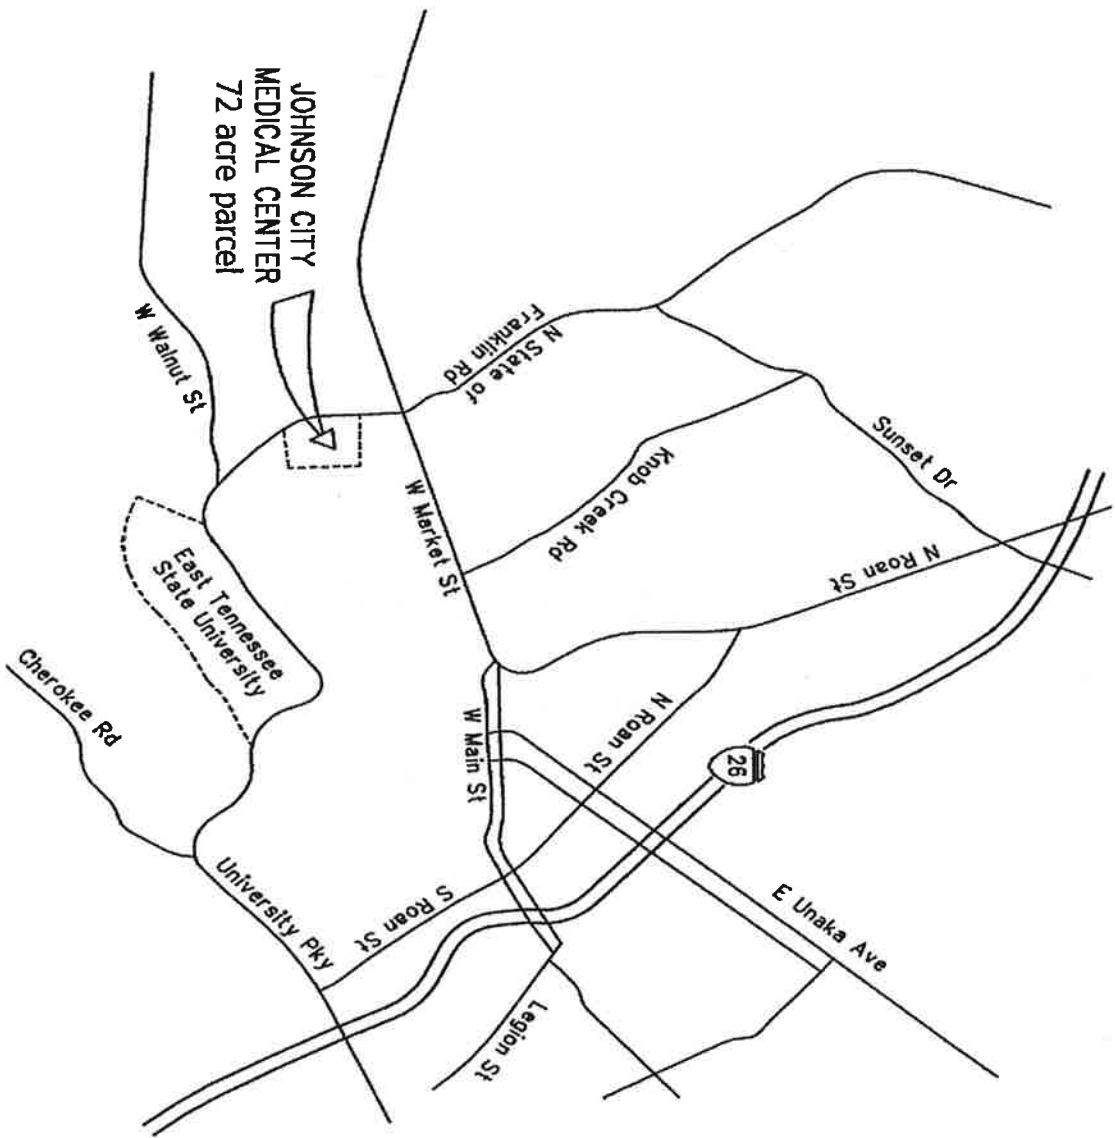 JOHNSON CITY
MEDICAL CENTER
72 acre parcel
W Walnut St
N State of
Franklin Rd
Knob Creek Rd
Sunset Dr
W Market St
N Roan St
East Tennessee
State University
Cherokee Rd
W Main St
N Roan St
26
E Unaka Ave
University Pky
S Roan St
Legion St